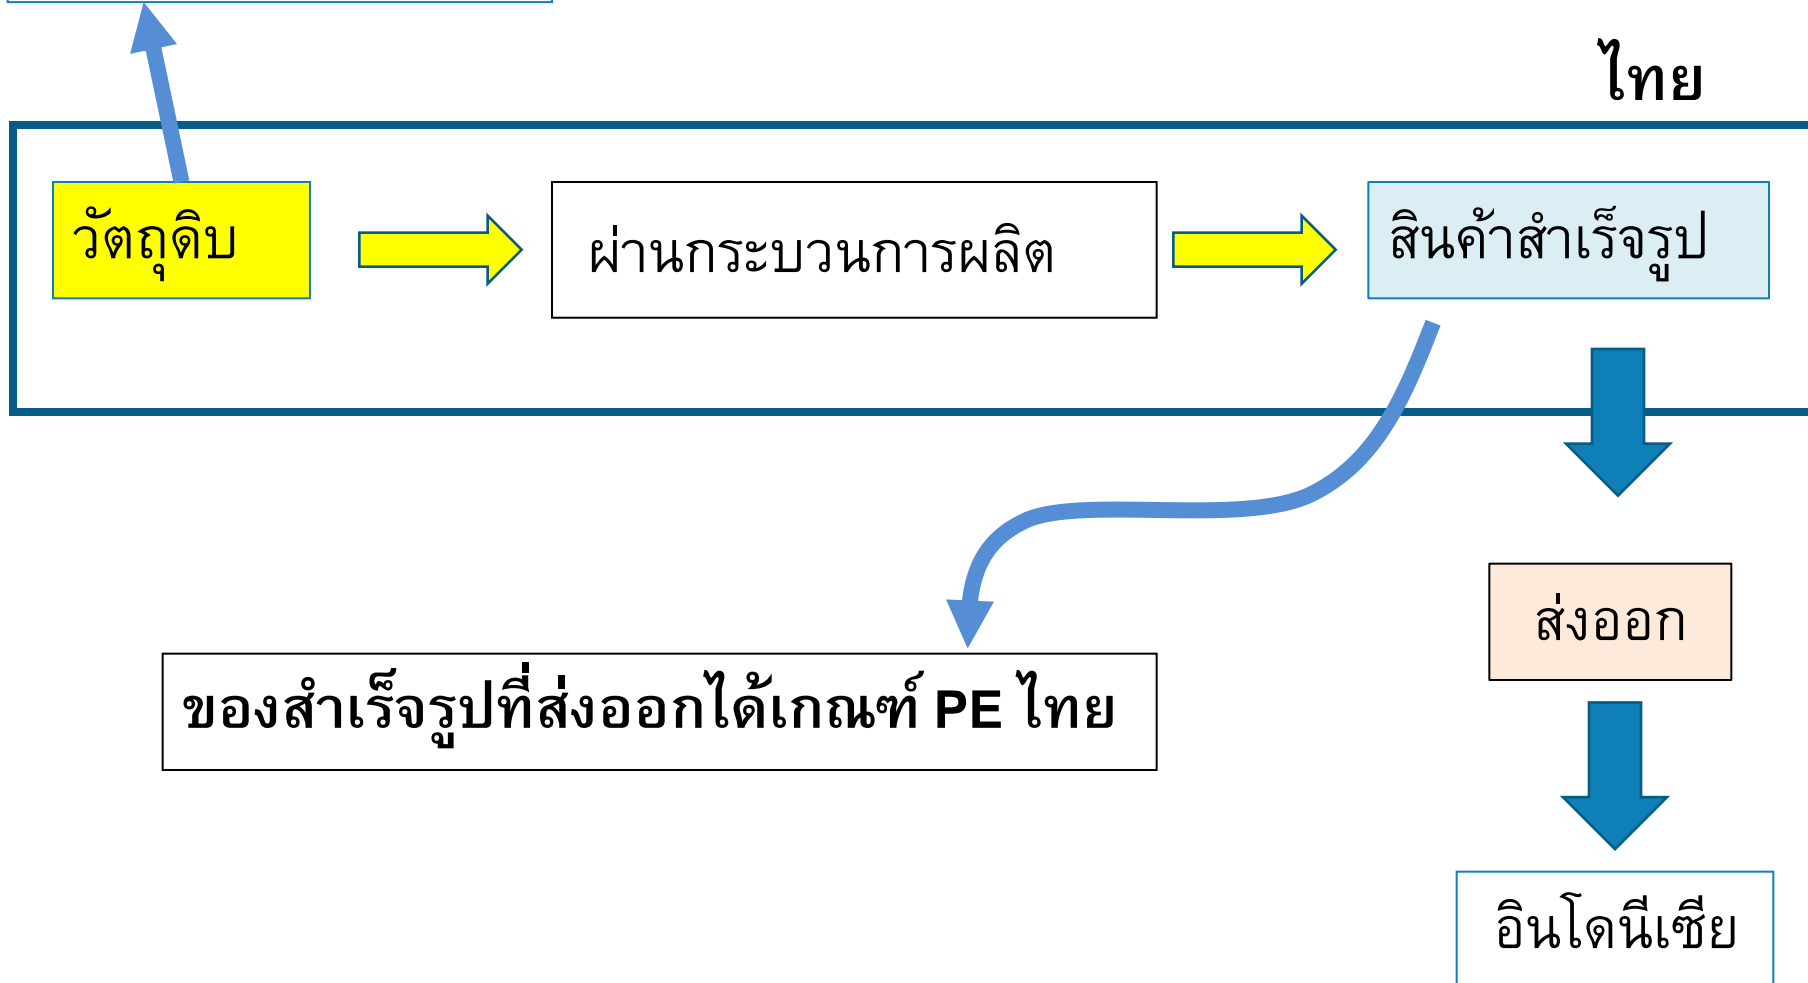 ไทย
วัตถุดิบ
ผ่านกระบวนการผลิต
สินค้าสำเร็จรูป
ส่งออก
ของสำเร็จรูปที่ส่งออกได้เกณฑ์ PE ไทย
อินโดนีเซีย